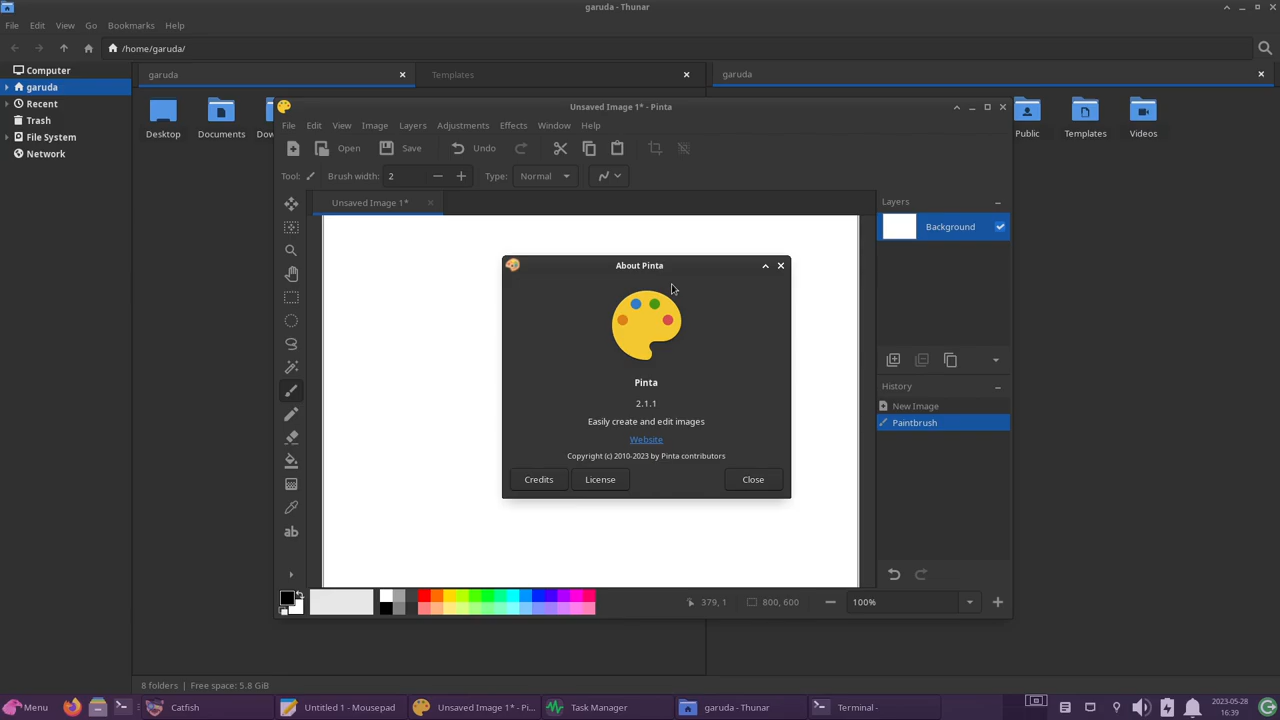 garuda - Thunar
File Edit View Go Bookmarks Help
/home/garuda/
Computer
garuda
Recent
Trash
File System
Network
garuda
Templates
garuda
Desktop
Documents
Dow
Public
Templates
Videos
Unsaved Image 1* - Pinta
File Edit View Image Layers Adjustments Effects Window Help
Open Save Undo
Tool: Brush width: 2 Type: Normal
Unsaved Image 1*
Layers
Background
About Pinta
Pinta
2.1.1
Easily create and edit images
Website
Copyright (c) 2010-2023 by Pinta contributors
Credits License Close
History
New Image
Paintbrush
ab
379, 1 800, 600 100%
8 folders | Free space: 5.8 GiB
Menu Catfish Untitled 1 - Mousepad Unsaved Image 1* - Pi... Task Manager garuda - Thunar Terminal - 2023-05-28
16:39